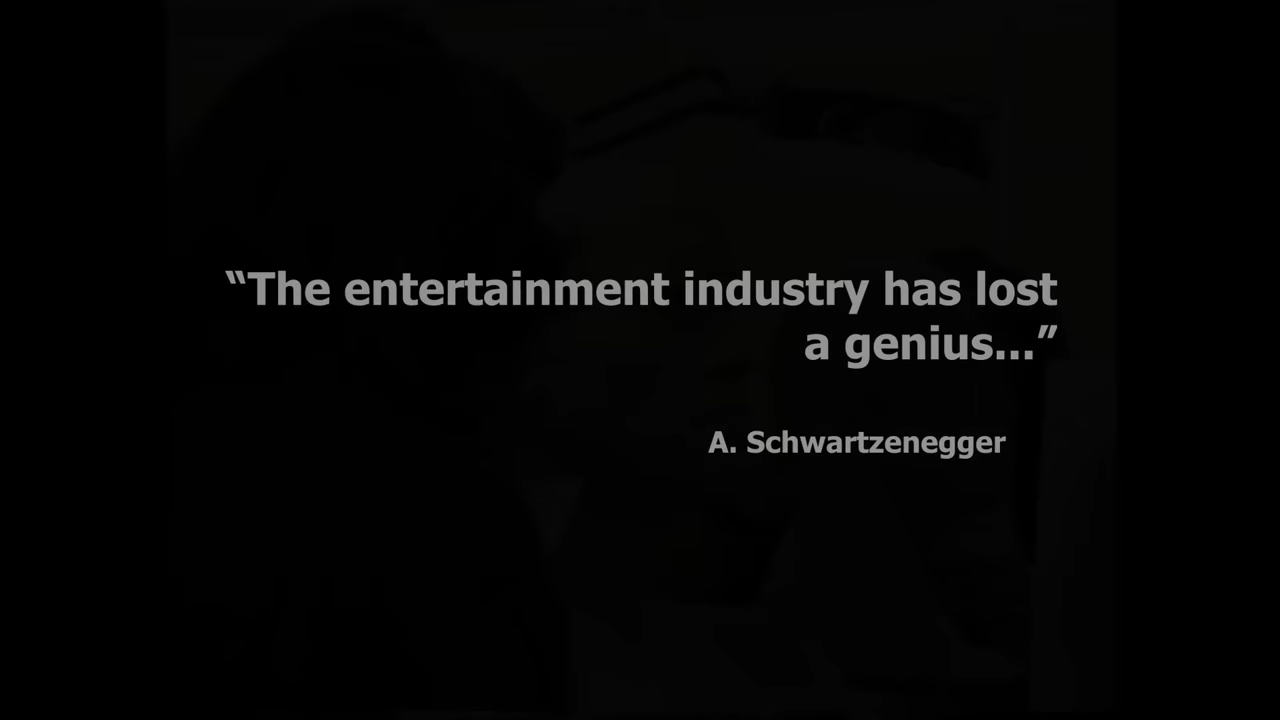 “The entertainment industry has lost
a genius...”
A. Schwartzenegger